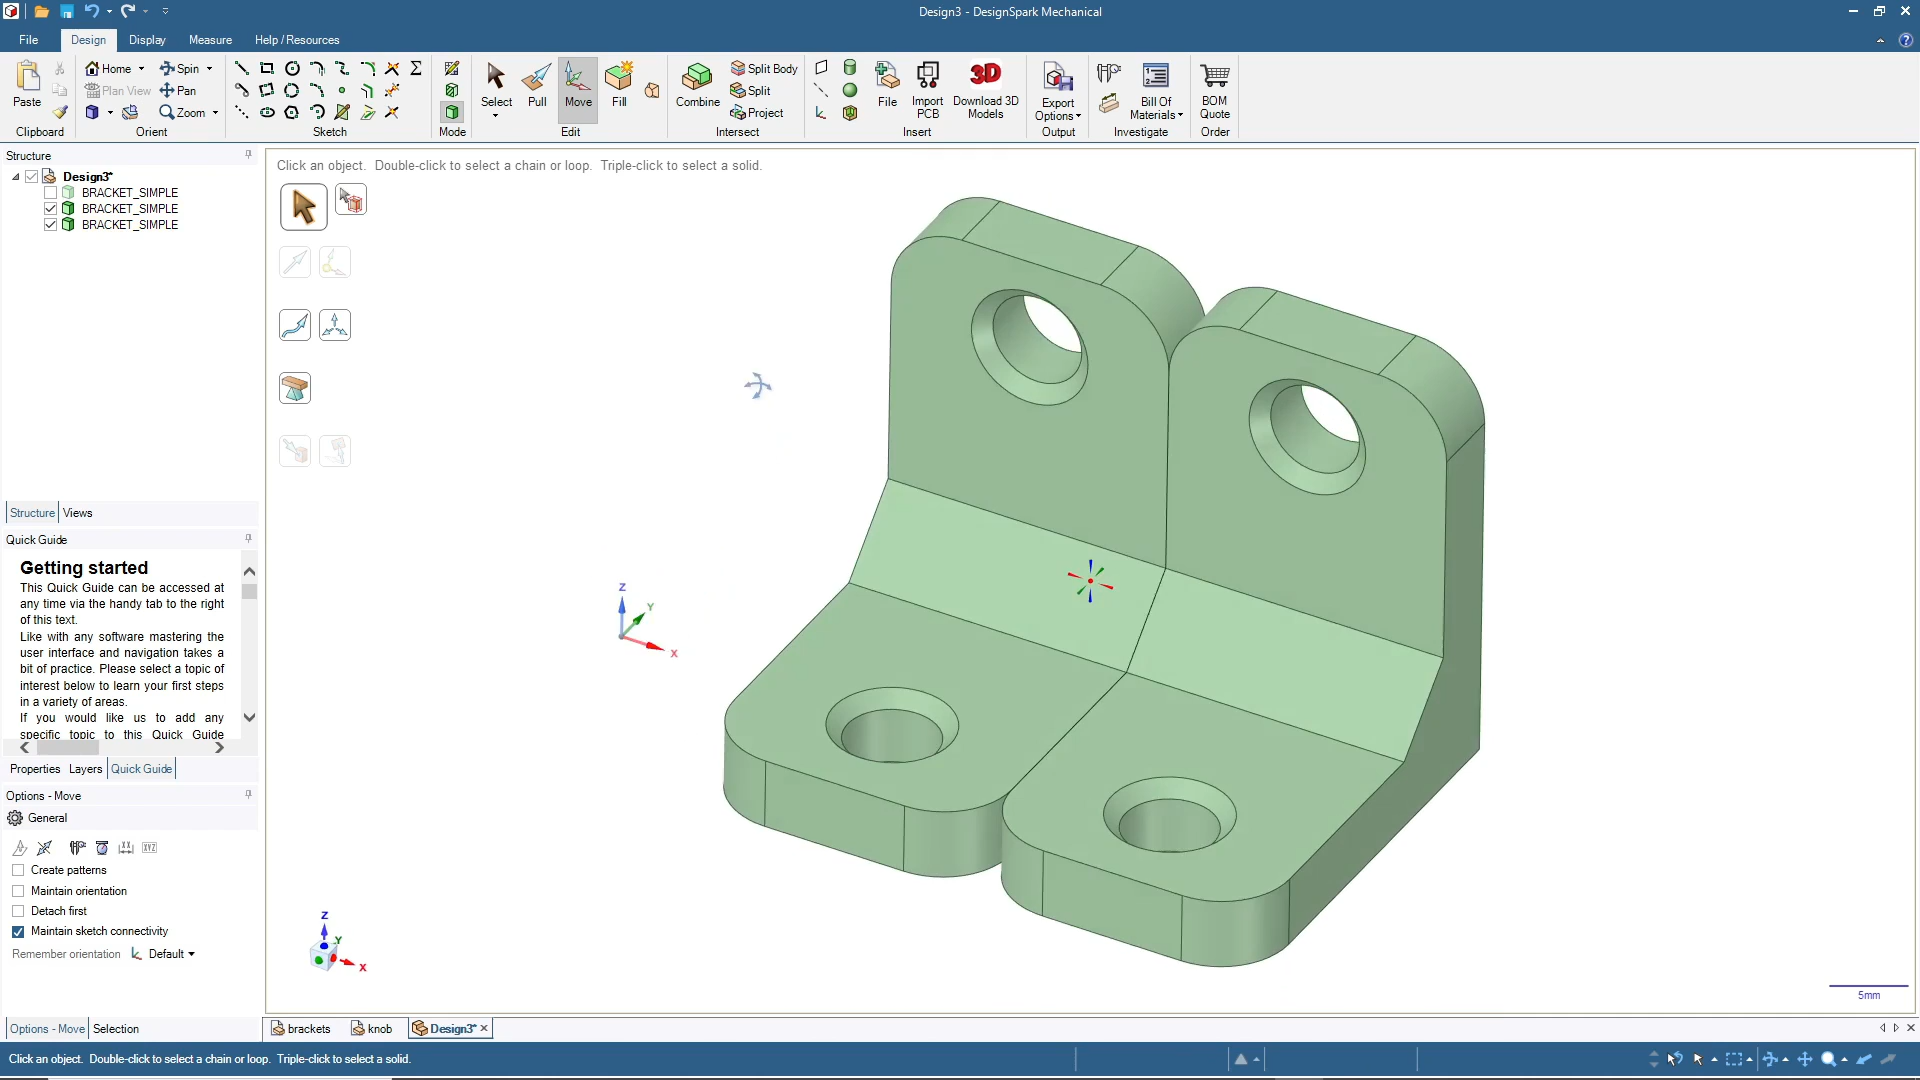 Design3 - DesignSpark Mechanical
File Design Display Measure Help / Resources
Home Spin Split Body
Plan View Pan Split
Zoom Project
Paste Select Pull Move Fill Combine File Import PCB 3D Download 3D Models Export Options Bill Of Materials BOM Quote
Clipboard Orient Sketch Mode Edit Intersect Insert Output Investigate Order
Structure
Design3*
BRACKET_SIMPLE
BRACKET_SIMPLE
BRACKET_SIMPLE
Structure Views
Quick Guide
Getting started
This Quick Guide can be accessed at
any time via the handy tab to the right
of this text.
Like with any software mastering the
user interface and navigation takes a
bit of practice. Please select a topic of
interest below to learn your first steps
in a variety of areas.
If you would like us to add any
specific topic to this Quick Guide
Properties Layers Quick Guide
Options - Move
General
XYZ
Create patterns
Maintain orientation
Detach first
Maintain sketch connectivity
Remember orientation Default
Options - Move Selection
Click an object. Double-click to select a chain or loop. Triple-click to select a solid.
Z
Y
X
Z
Y
X
5mm
brackets knob Design3*
Click an object. Double-click to select a chain or loop. Triple-click to select a solid.